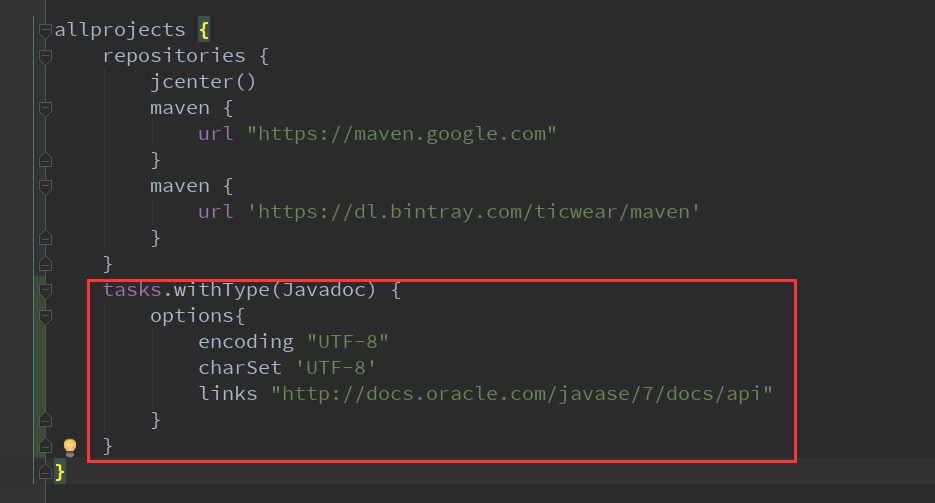 allprojects {
    repositories {
        jcenter()
        maven {
            url "https://maven.google.com"
        }
        maven {
            url 'https://dl.bintray.com/ticwear/maven'
        }
    }
    tasks.withType(Javadoc) {
        options{
            encoding "UTF-8"
            charSet 'UTF-8'
            links "http://docs.oracle.com/javase/7/docs/api"
        }
    }
}